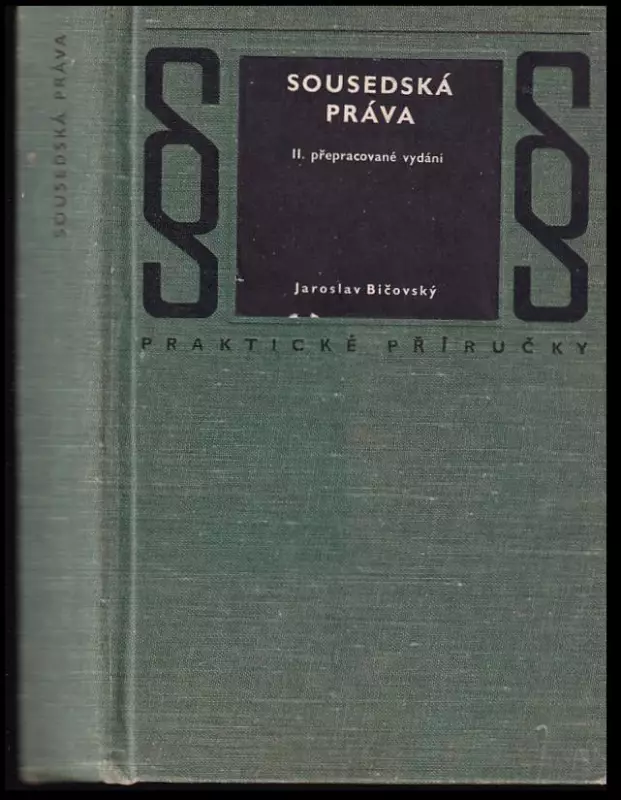 SOUSEDSKÁ PRÁVA
§ §
SOUSEDSKÁ
PRÁVA
II. přepracované vydání
Jaroslav Bičovský
PRAKTICKÉ PŘÍRUČKY